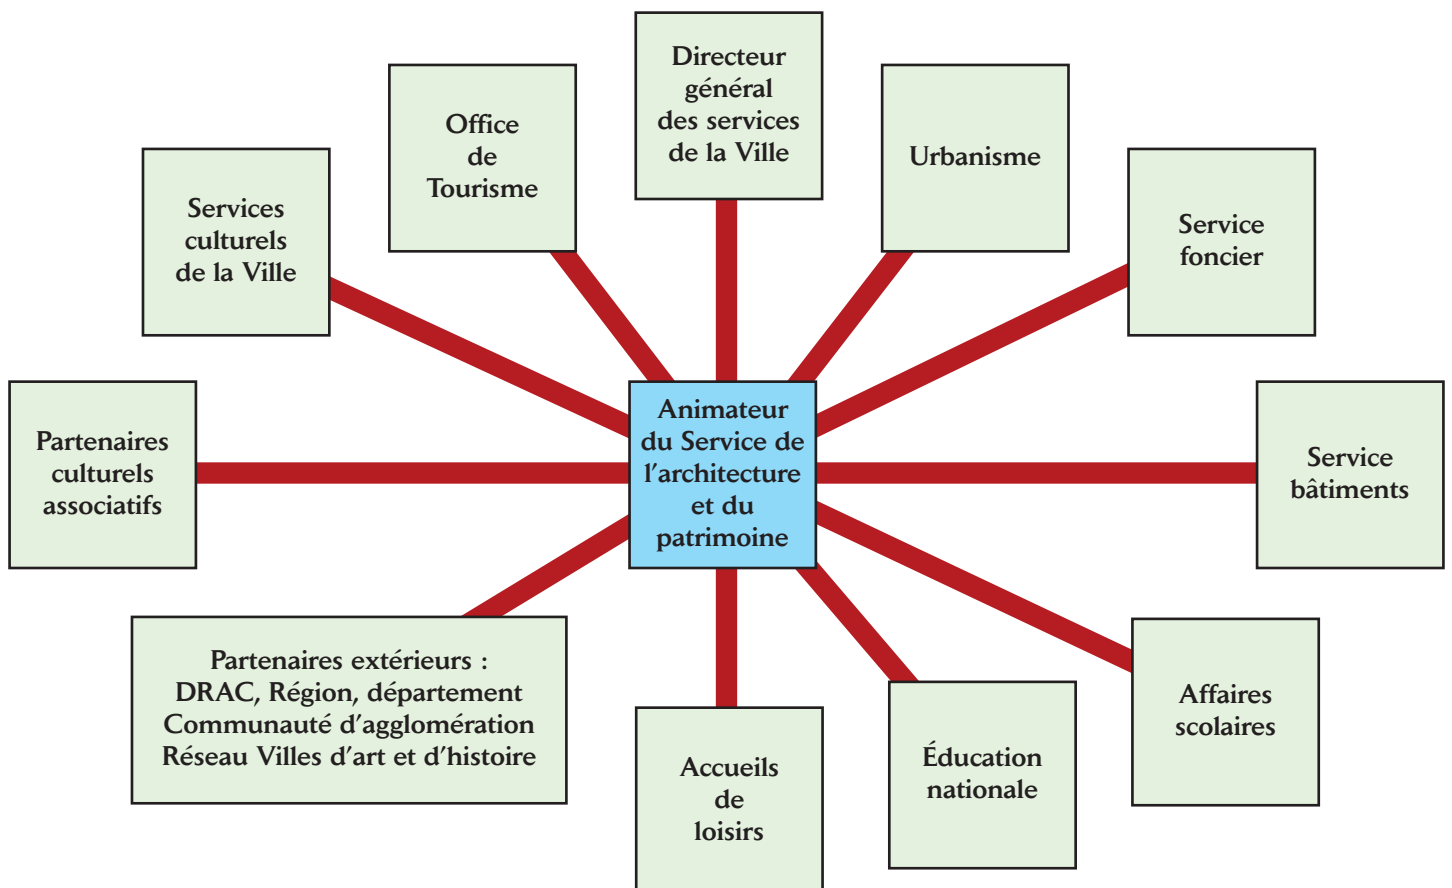 Directeur
général
des services
de la Ville
Office
de
Tourisme
Urbanisme
Services
culturels
de la Ville
Service
foncier
Animateur
du Service de
l’architecture
et du
patrimoine
Partenaires
culturels
associatifs
Service
bâtiments
Partenaires extérieurs :
DRAC, Région, département
Communauté d’agglomération
Réseau Villes d’art et d’histoire
Affaires
scolaires
Éducation
nationale
Accueils
de
loisirs